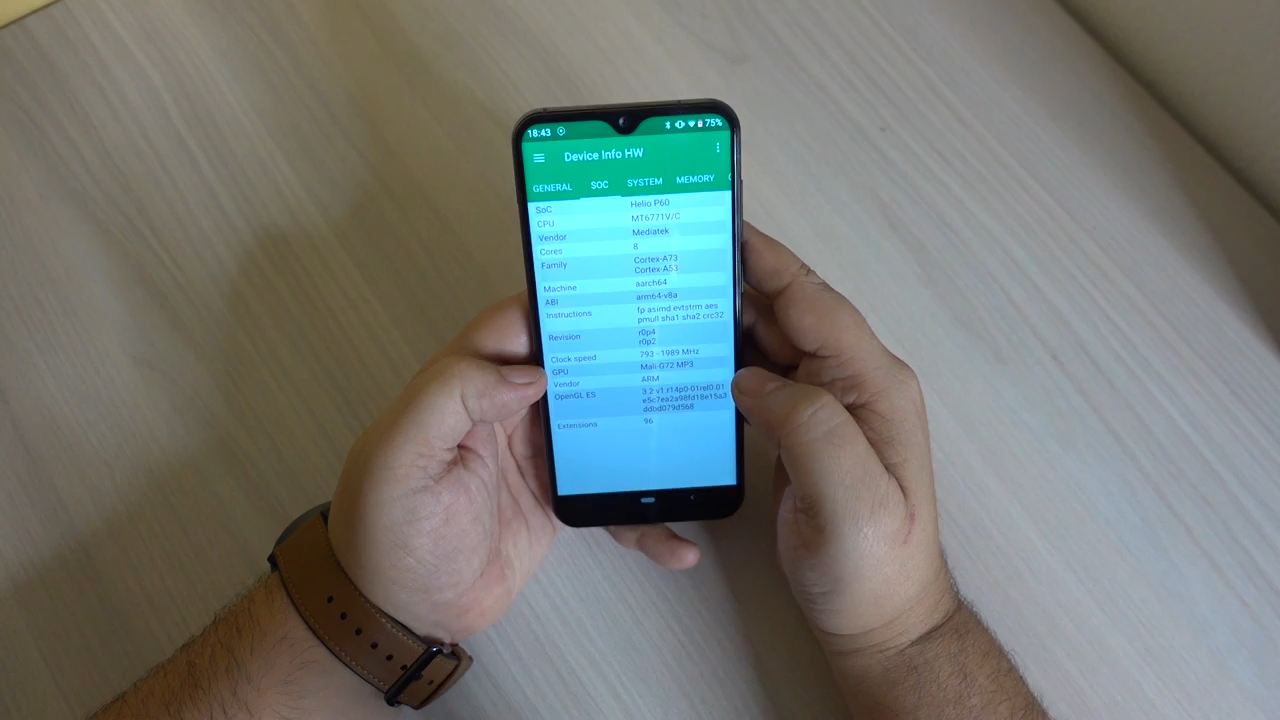 18:43 75%
Device Info HW
GENERAL SOC SYSTEM MEMORY
SoC Helio P60
CPU MT6771V/C
Vendor Mediatek
Cores 8
Family Cortex-A73
Cortex-A53
Machine aarch64
ABI arm64-v8a
Instructions fp asimd evtstrm aes
pmull sha1 sha2 crc32
Revision r0p4
r0p2
Clock speed 793 - 1989 MHz
GPU Mali-G72 MP3
Vendor ARM
OpenGL ES 3.2 v1.r14p0-01rel0.01
e5c7ea2a98fd18e15a3
ddbd079d568
Extensions 96